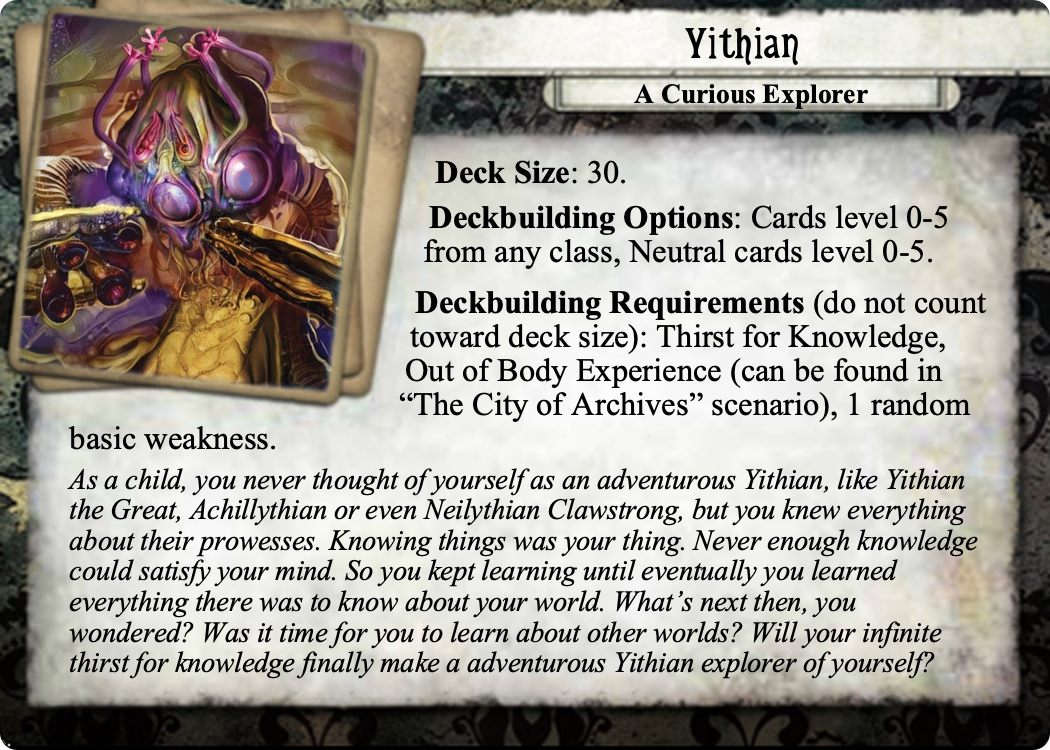 Yithian
A Curious Explorer
Deck Size: 30.
Deckbuilding Options: Cards level 0-5
from any class, Neutral cards level 0-5.
Deckbuilding Requirements (do not count
toward deck size): Thirst for Knowledge,
Out of Body Experience (can be found in
“The City of Archives” scenario), 1 random
basic weakness.
As a child, you never thought of yourself as an adventurous Yithian, like Yithian
the Great, Achillythian or even Neilythian Clawstrong, but you knew everything
about their prowesses. Knowing things was your thing. Never enough knowledge
could satisfy your mind. So you kept learning until eventually you learned
everything there was to know about your world. What’s next then, you
wondered? Was it time for you to learn about other worlds? Will your infinite
thirst for knowledge finally make a adventurous Yithian explorer of yourself?